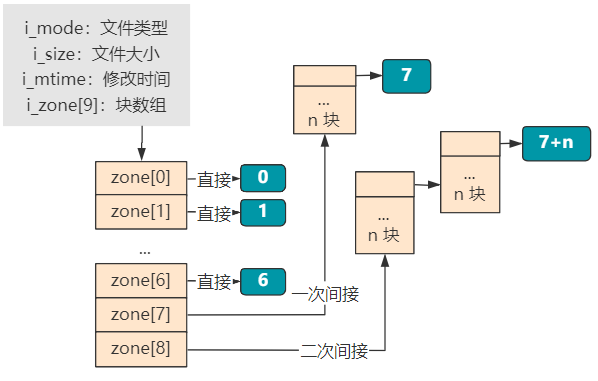 i_mode：文件类型
i_size：文件大小
i_mtime：修改时间
i_zone[9]：块数组
7
...
n 块
7+n
...
n 块
...
n 块
zone[0]
直接
0
zone[1]
直接
1
...
zone[6]
直接
6
zone[7]
一次间接
zone[8]
二次间接